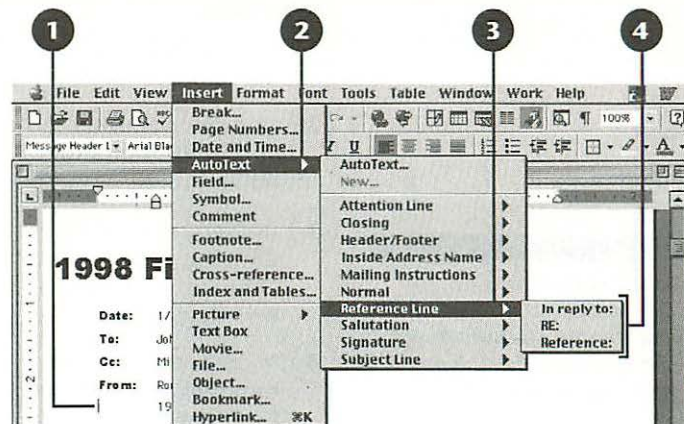 1 2 3 4
File Edit View Insert Format Font Tools Table Window Work Help
100%
Message Header L Arial Bla
Break...
Page Numbers...
Date and Time...
AutoText
Field...
Symbol...
Comment
Footnote...
Caption...
Cross-reference...
Index and Tables...
Picture
Text Box
Movie...
File...
Object...
Bookmark...
Hyperlink... ⌘K
AutoText...
New...
Attention Line
Closing
Header/Footer
Inside Address Name
Mailing Instructions
Normal
Reference Line
Salutation
Signature
Subject Line
In reply to:
RE:
Reference:
1998 Fi
Date: 1/
To: Jo
Cc: Mi
From: Ro
19